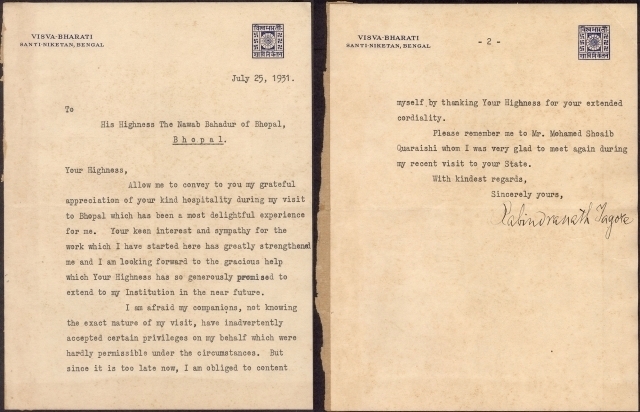 VISVA-BHARATI
SANTI-NIKETAN, BENGAL
July 25, 1931.
To
His Highness The Nawab Bahadur of Bhopal,
Bhopal.
Your Highness,
Allow me to convey to you my grateful
appreciation of your kind hospitality during my visit
to Bhopal which has been a most delightful experience
for me. Your keen interest and sympathy for the
work which I have started here has greatly strengthened
me and I am looking forward to the gracious help
which Your Highness has so generously promised to
extend to my Institution in the near future.
I am afraid my companions, not knowing
the exact nature of my visit, have inadvertently
accepted certain privileges on my behalf which were
hardly permissible under the circumstances. But
since it is too late now, I am obliged to content
VISVA-BHARATI
SANTI-NIKETAN, BENGAL
- 2 -
myself by thanking Your Highness for your extended
cordiality.
Please remember me to Mr. Mohamed Shoaib
Quraishi whom I was very glad to meet again during
my recent visit to your State.
With kindest regards,
Sincerely yours,
Rabindranath Tagore